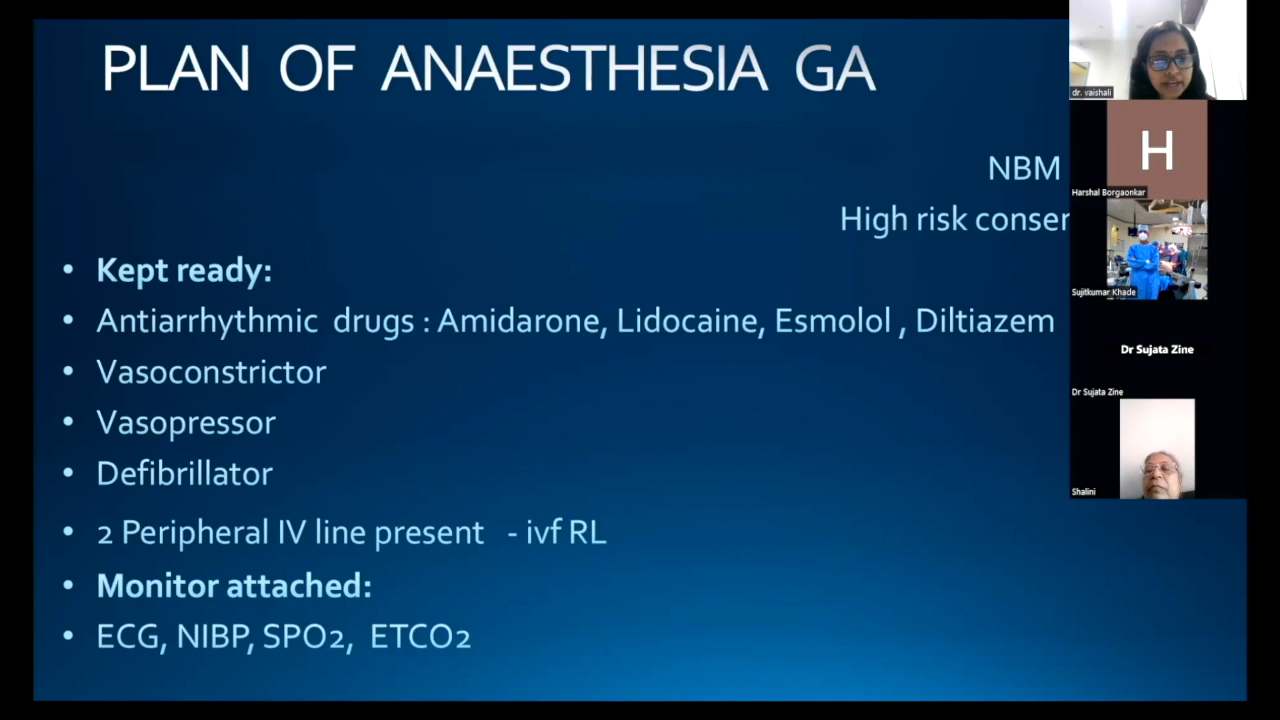 PLAN OF ANAESTHESIA GA
NBM
High risk consen
• Kept ready:
• Antiarrhythmic drugs : Amidarone, Lidocaine, Esmolol , Diltiazem
• Vasoconstrictor
• Vasopressor
• Defibrillator
• 2 Peripheral IV line present - ivf RL
• Monitor attached:
• ECG, NIBP, SPO2, ETCO2
dr. vaishali
H
Harshal Borgaonkar
Sujitkumar Khade
Dr Sujata Zine
Dr Sujata Zine
Shalini